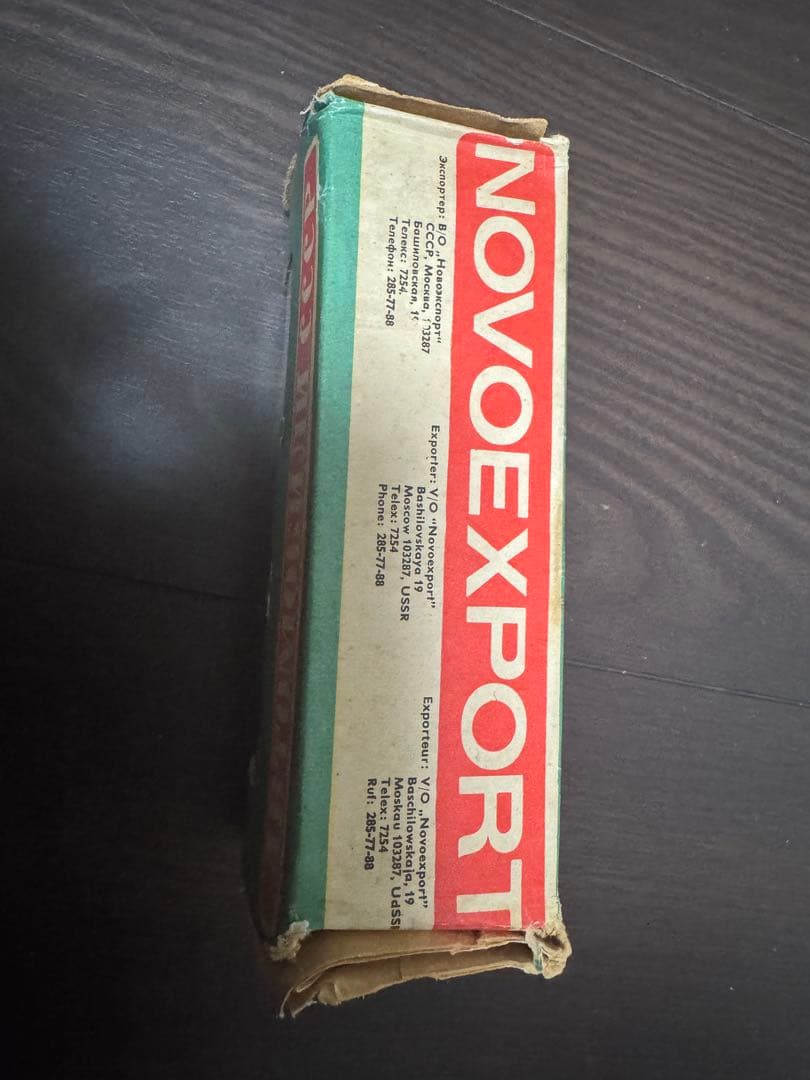 NOVOEXPORT
Экспортер: В/О „Новоэкспорт“
СССР, Москва, 103287
Башиловская, 19
Телекс: 7254.
Телефон: 285-77-88
Exporter: V/O “Novoexport”
Bashilovskaya 19
Moscow 103287, USSR
Telex: 7254
Phone: 285-77-88
Exporteur: V/O „Novoexport”
Baschilowskaja, 19
Moskau 103287, UdSSR
Telex: 7254
Ruf: 285-77-88